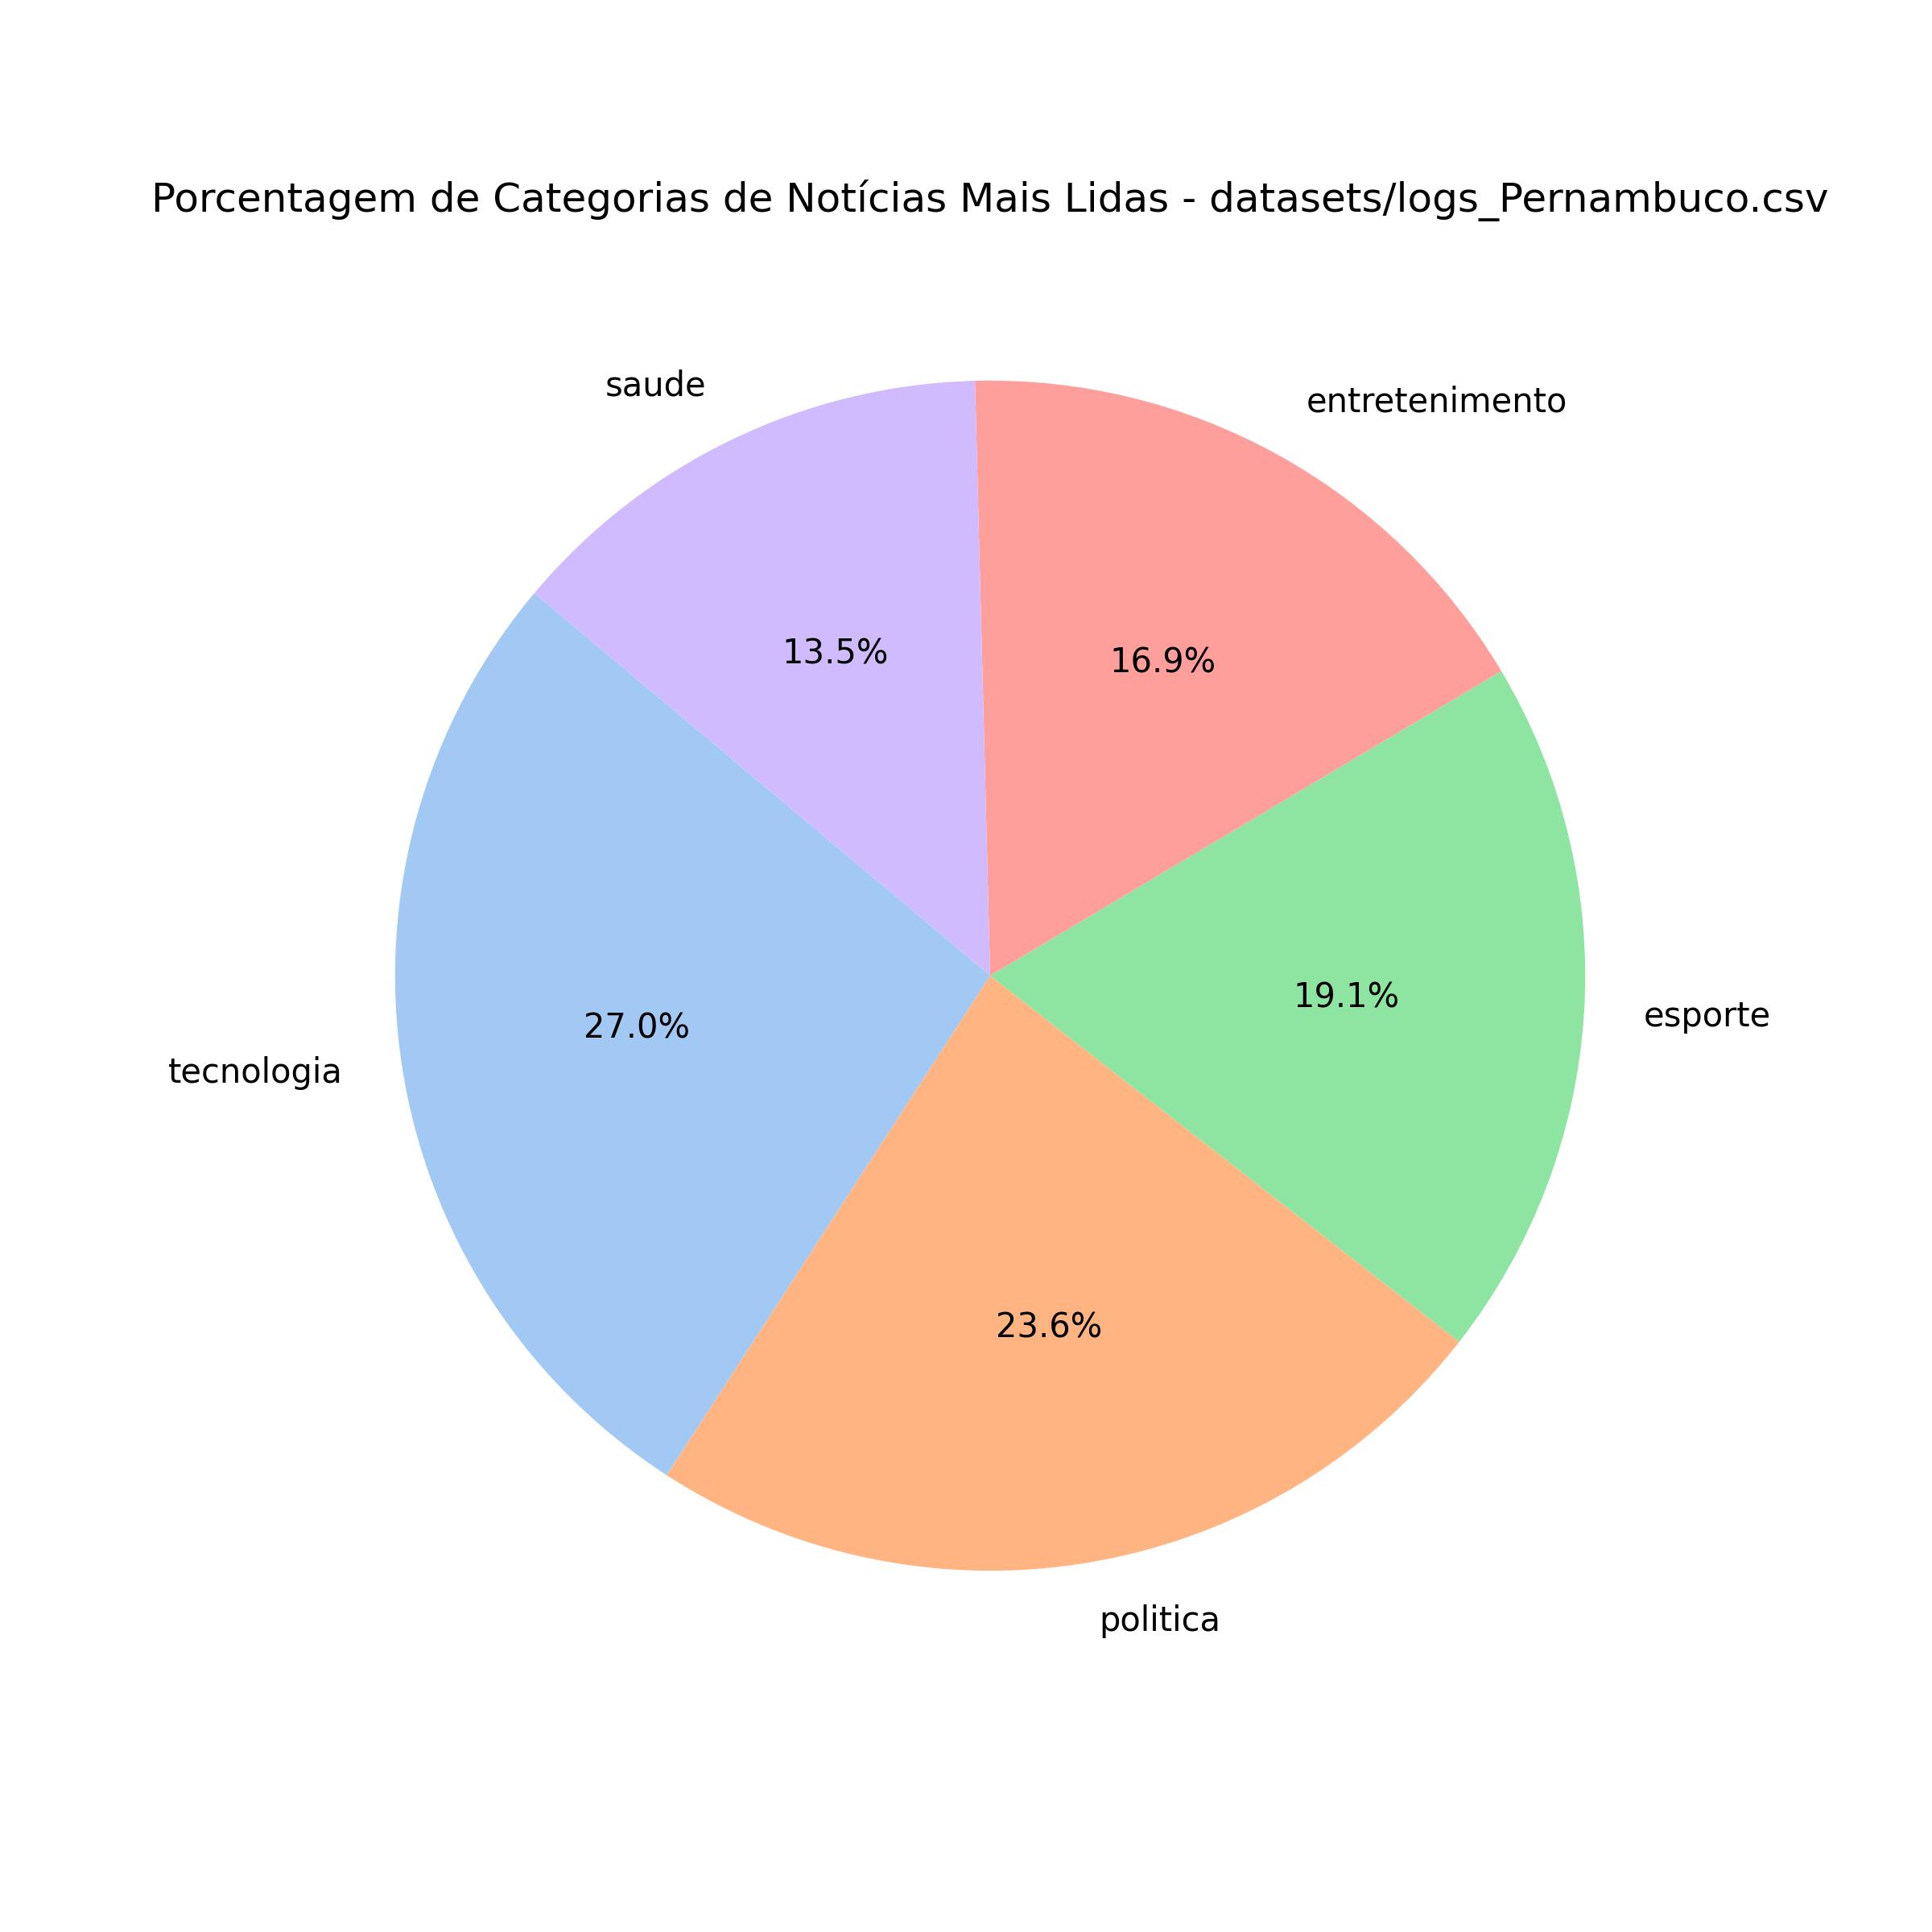 Porcentagem de Categorias de Notícias Mais Lidas - datasets/logs_Pernambuco.csv
saude
entretenimento
13.5%
16.9%
19.1%
esporte
27.0%
tecnologia
23.6%
politica